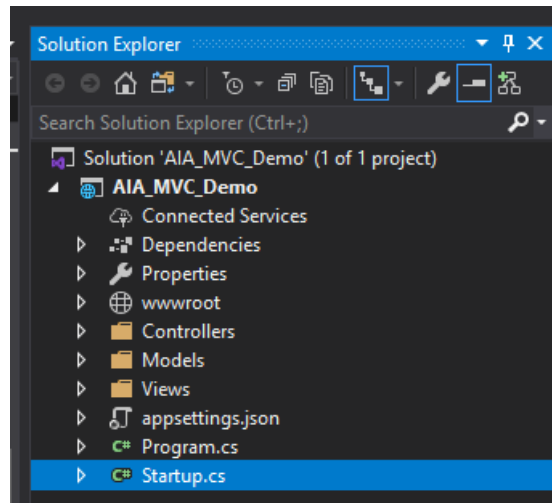 Solution Explorer
Search Solution Explorer (Ctrl+;)
Solution 'AIA_MVC_Demo' (1 of 1 project)
AIA_MVC_Demo
Connected Services
Dependencies
Properties
wwwroot
Controllers
Models
Views
appsettings.json
C# Program.cs
C# Startup.cs